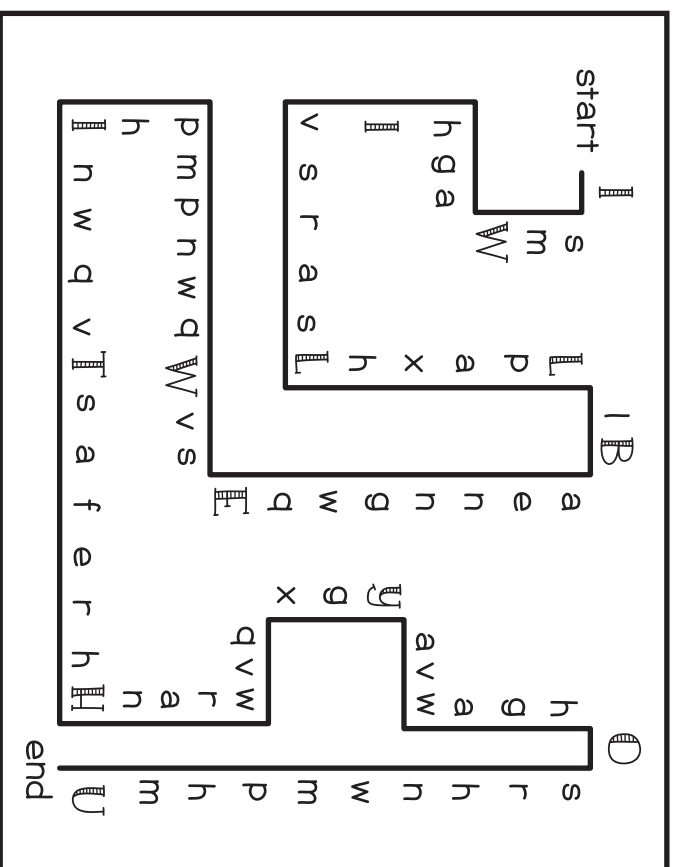 I l B O
start
s L a h s
m p e g r
W a n a h
h g a x n a v w n
I h g U w
g w
v s r a s L m
x q
q v w p
E
r h
p m p n w q W v s a
h n m
I n w q v T s a f e r h H U
end